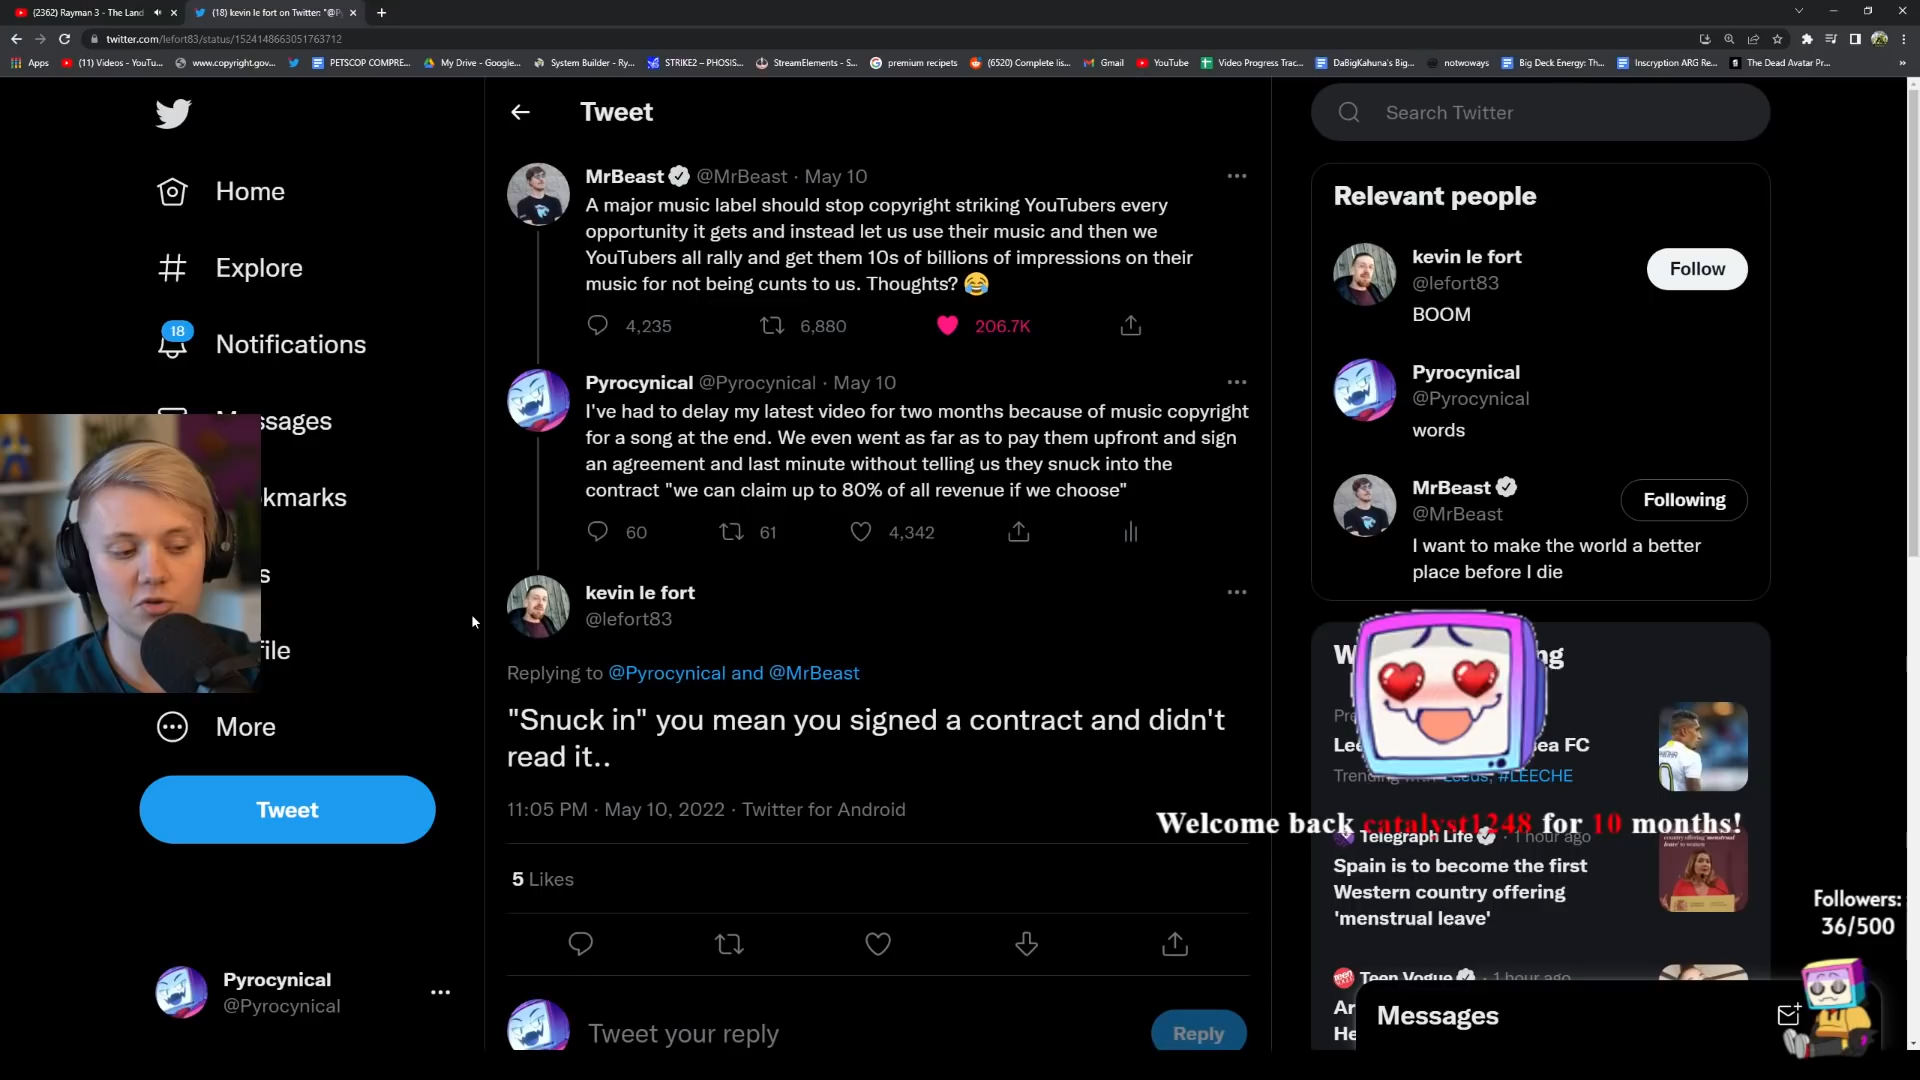 (2362) Rayman 3 - The Land
(18) kevin le fort on Twitter: "@Py
twitter.com/lefort83/status/1524148663051763712
Apps
(11) Videos - YouTu...
www.copyright.gov...
PETSCOP COMPRE...
My Drive - Google...
System Builder - Ry...
STRIKE2 – PHOSIS...
StreamElements - S...
premium recipets
(6520) Complete lis...
Gmail
YouTube
Video Progress Trac...
DaBigKahuna's Big...
notwoways
Big Deck Energy: Th...
Inscryption ARG Re...
The Dead Avatar Pr...
Home
Explore
18
Notifications
ssages
kmarks
s
file
More
Tweet
Pyrocynical
@Pyrocynical
Tweet
MrBeast @MrBeast · May 10
A major music label should stop copyright striking YouTubers every
opportunity it gets and instead let us use their music and then we
YouTubers all rally and get them 10s of billions of impressions on their
music for not being cunts to us. Thoughts? 😂
4,235 6,880 206.7K
Pyrocynical @Pyrocynical · May 10
I've had to delay my latest video for two months because of music copyright
for a song at the end. We even went as far as to pay them upfront and sign
an agreement and last minute without telling us they snuck into the
contract "we can claim up to 80% of all revenue if we choose"
60 61 4,342
kevin le fort
@lefort83
Replying to @Pyrocynical and @MrBeast
"Snuck in" you mean you signed a contract and didn't
read it..
11:05 PM · May 10, 2022 · Twitter for Android
5 Likes
Tweet your reply
Reply
Search Twitter
Relevant people
kevin le fort
@lefort83
Follow
BOOM
Pyrocynical
@Pyrocynical
words
MrBeast
@MrBeast
Following
I want to make the world a better
place before I die
W ng
Pre
Lee sea FC
Trending with Leeds, #LEECHE
Welcome back catalyst1248 for 10 months!
Telegraph Life · 1 hour ago
Spain is to become the first
Western country offering
'menstrual leave'
Followers:
36/500
Teen Vogue · 1 hour ago
Ar
He
Messages